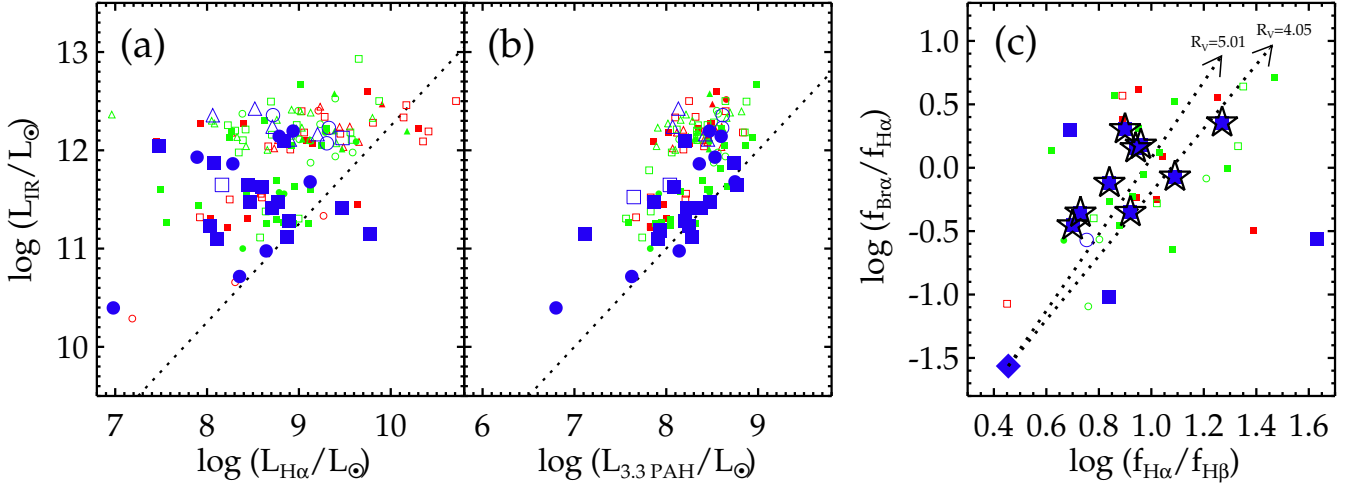 (a) (b) (c)
R_V=5.01 R_V=4.05
13 12 11 10
log (L_IR/L_⊙)
7 8 9 10
log (L_Hα/L_⊙)
6 7 8 9
log (L_3.3 PAH/L_⊙)
1.0 0.5 0.0 -0.5 -1.0 -1.5
log (f_Brα/f_Hα)
0.4 0.6 0.8 1.0 1.2 1.4 1.6
log (f_Hα/f_Hβ)